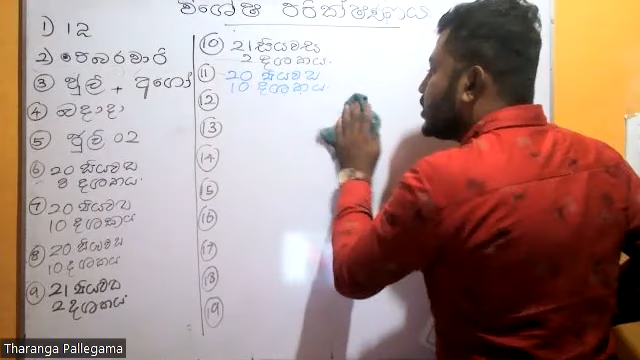 විශේෂ පරීක්ෂණය
1) 12
2) පෙබරවාරි
3) ජූලි + අගෝ
4) බදාදා
5) ජූලි 02
6) 20 සියවස
8 දශකය.
7) 20 සියවස
10 දශකය
8) 20 සියවස
10 දශකය.
9) 21 සියවස
2 දශකය.
10) 21 සියවස
2 දශකය.
11) 20 සියවස
10 දශකය.
12
13
14
15
16
17
18
19
Tharanga Pallegama